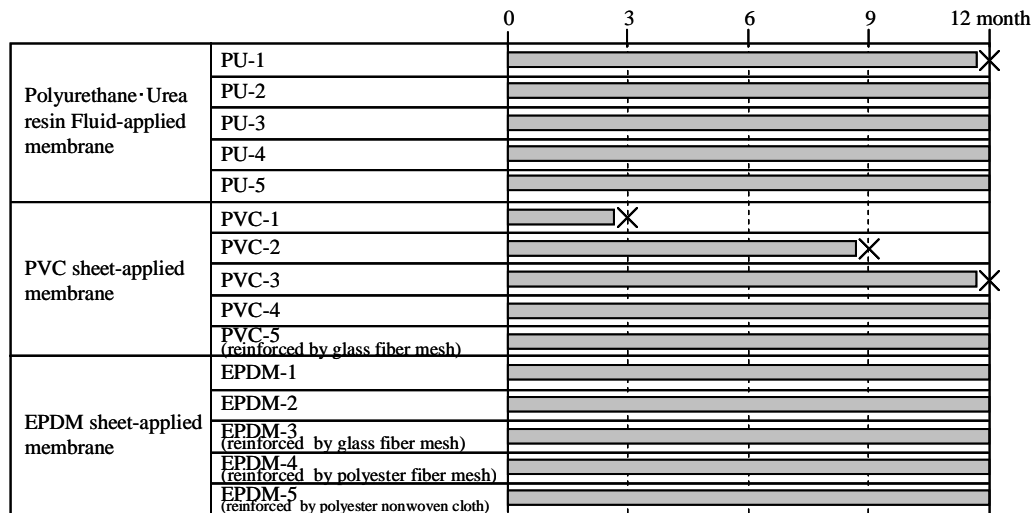 0 3 6 9 12 month
Polyurethane·Urea
resin Fluid-applied
membrane
PU-1
PU-2
PU-3
PU-4
PU-5
PVC sheet-applied
membrane
PVC-1
PVC-2
PVC-3
PVC-4
PVC-5
(reinforced by glass fiber mesh)
EPDM sheet-applied
membrane
EPDM-1
EPDM-2
EPDM-3
(reinforced by glass fiber mesh)
EPDM-4
(reinforced by polyester fiber mesh)
EPDM-5
(reinforced by polyester nonwoven cloth)